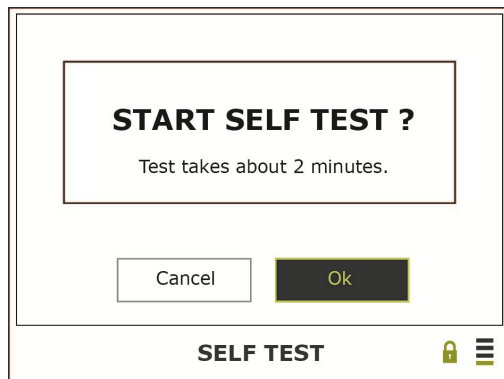 START SELF TEST ?
Test takes about 2 minutes.
Cancel
Ok
SELF TEST